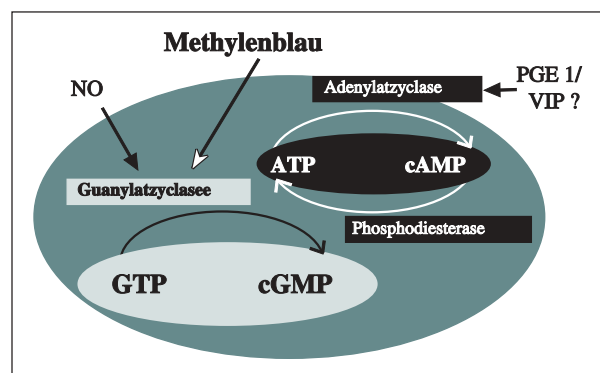 Methylenblau
NO
Adenylatzyclase
PGE 1/
VIP ?
ATP
cAMP
Guanylatzyclasee
Phosphodiesterase
GTP
cGMP